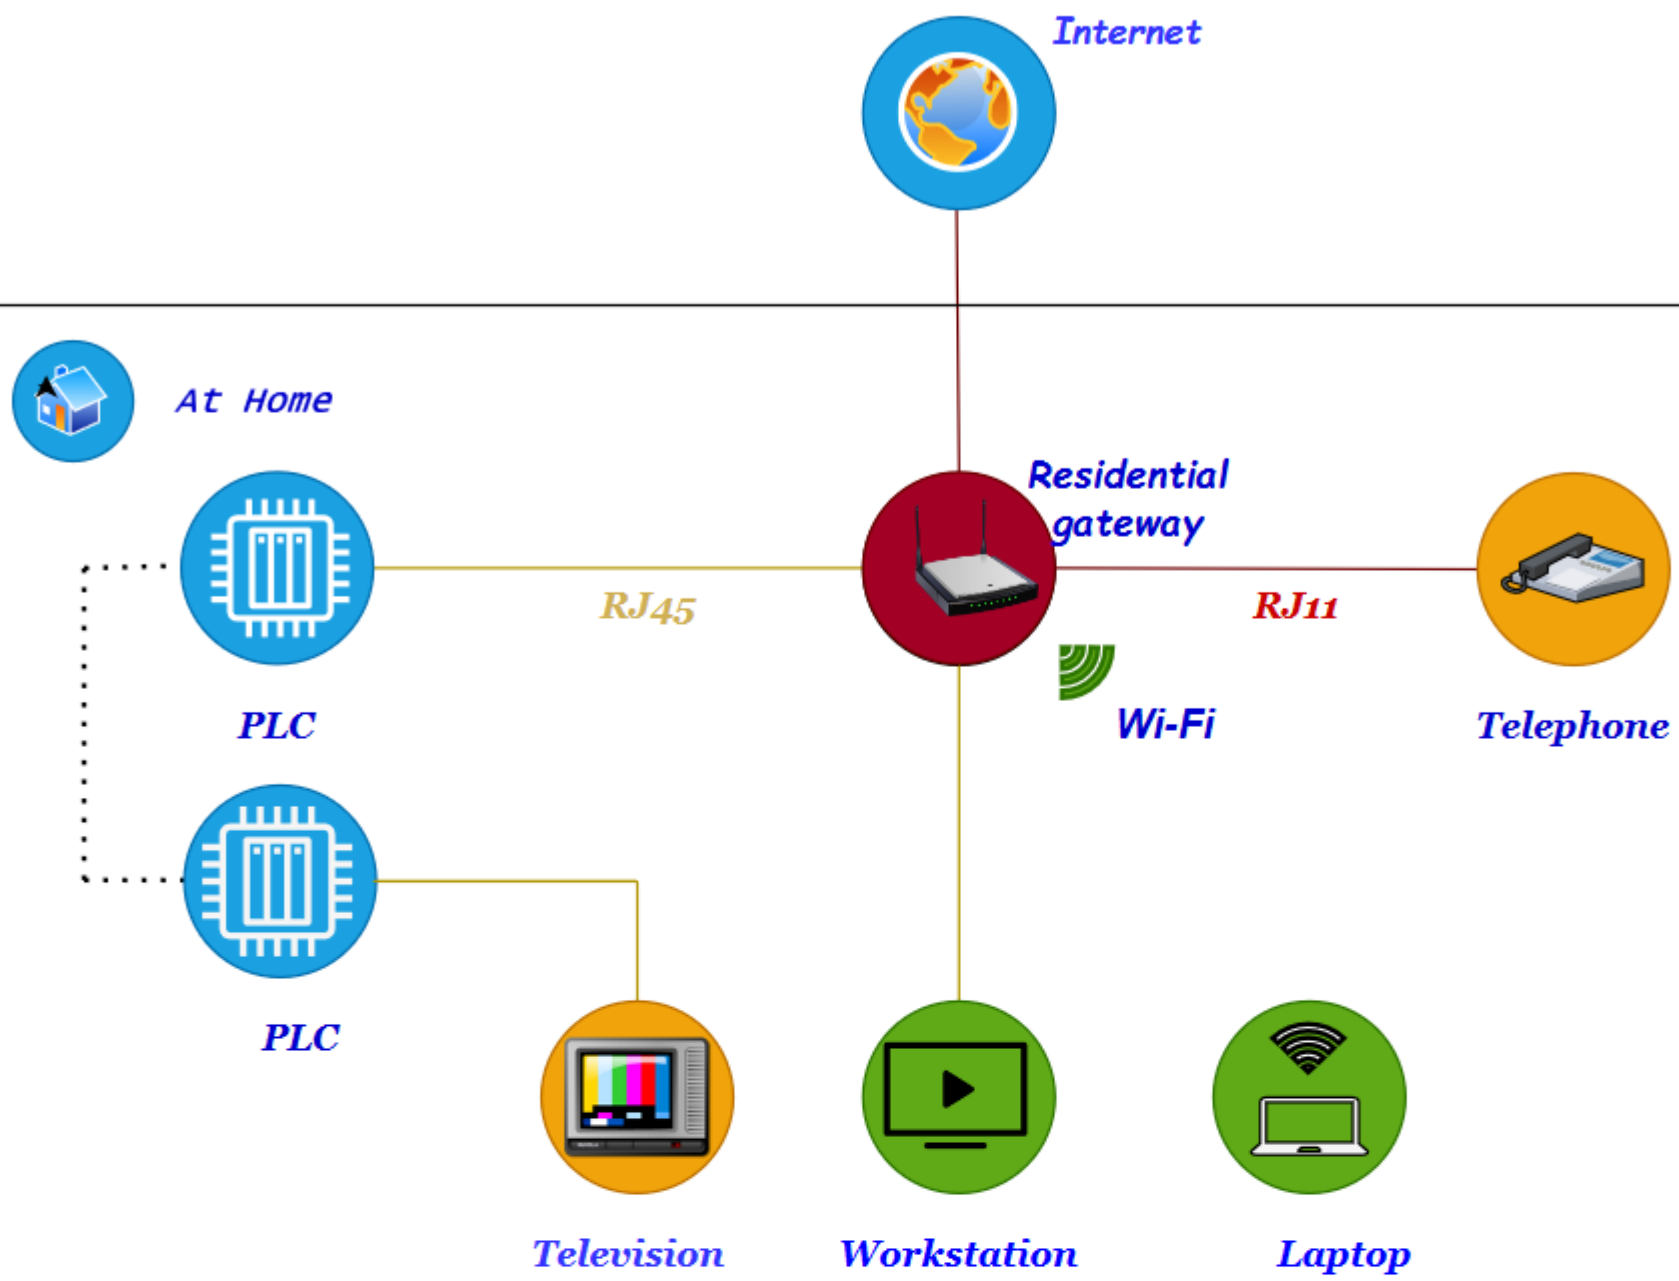 Internet
At Home
Residential
gateway
RJ45
RJ11
PLC
Wi-Fi
Telephone
PLC
Television
Workstation
Laptop